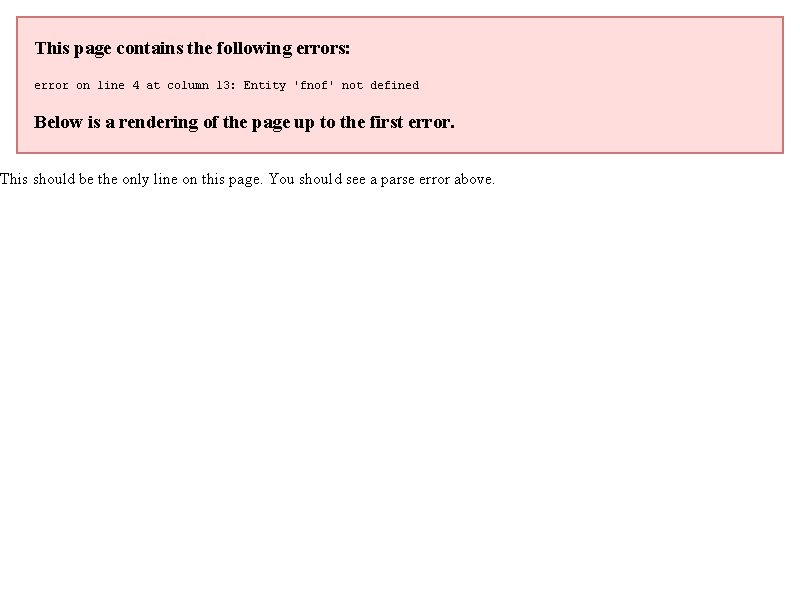 This page contains the following errors:
error on line 4 at column 13: Entity 'fnof' not defined
Below is a rendering of the page up to the first error.
This should be the only line on this page. You should see a parse error above.